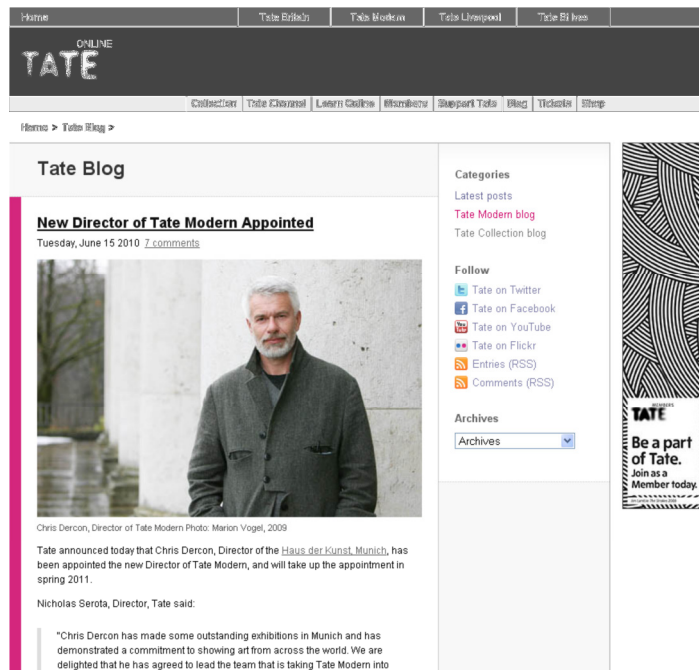 Home
Tate Britain
Tate Modern
Tate Liverpool
Tate St Ives
TATE ONLINE
Collection
Tate Channel
Learn Online
Members
Support Tate
Blog
Tickets
Shop
Home > Tate Blog >
Tate Blog
New Director of Tate Modern Appointed
Tuesday, June 15 2010 7 comments
Chris Dercon, Director of Tate Modern Photo: Marion Vogel, 2009
Tate announced today that Chris Dercon, Director of the Haus der Kunst, Munich, has
been appointed the new Director of Tate Modern, and will take up the appointment in
spring 2011.
Nicholas Serota, Director, Tate said:
"Chris Dercon has made some outstanding exhibitions in Munich and has
demonstrated a commitment to showing art from across the world. We are
delighted that he has agreed to lead the team that is taking Tate Modern into
Categories
Latest posts
Tate Modern blog
Tate Collection blog
Follow
Tate on Twitter
Tate on Facebook
Tate on YouTube
Tate on Flickr
Entries (RSS)
Comments (RSS)
Archives
Archives
MEMBERS
TATE
Be a part
of Tate.
Join as a
Member today.